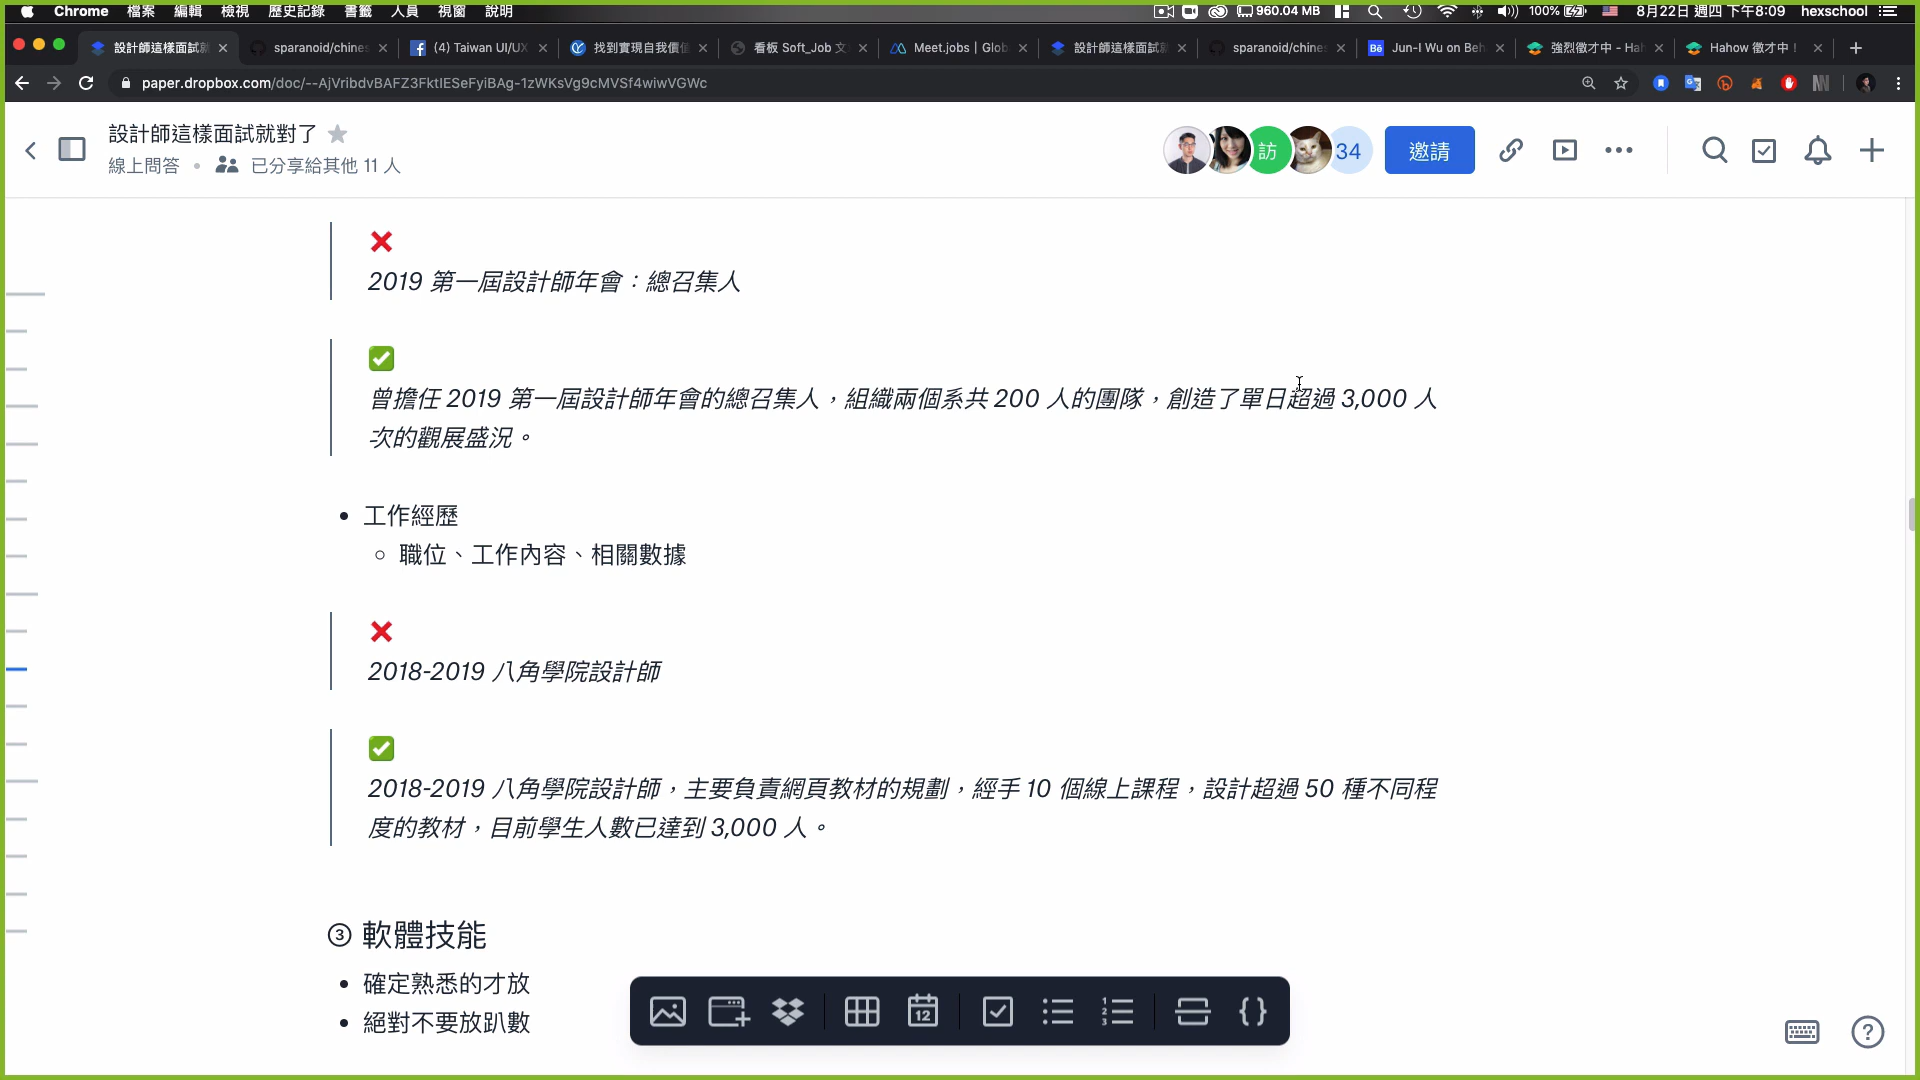 Chrome 檔案 編輯 檢視 歷史記錄 書籤 人員 視窗 說明 960.04 MB 100% 8月22日 週四 下午8:09 hexschool
設計師這樣面試就 sparanoid/chines (4) Taiwan UI/UX 找到實現自我價值 看板 Soft_Job 文 Meet.jobs | Glob 設計師這樣面試就 sparanoid/chines Jun-I Wu on Beh 強烈徵才中 - Hah Hahow 徵才中！
paper.dropbox.com/doc/--AjVribdvBAFZ3FktIESeFyiBAg-1zWKsVg9cMVSf4wiwVGWc
設計師這樣面試就對了
線上問答 • 已分享給其他 11 人
訪 34 邀請
❌
2019 第一屆設計師年會：總召集人
✅
曾擔任 2019 第一屆設計師年會的總召集人，組織兩個系共 200 人的團隊，創造了單日超過 3,000 人
次的觀展盛況。
• 工作經歷
◦ 職位、工作內容、相關數據
❌
2018-2019 八角學院設計師
✅
2018-2019 八角學院設計師，主要負責網頁教材的規劃，經手 10 個線上課程，設計超過 50 種不同程
度的教材，目前學生人數已達到 3,000 人。
③ 軟體技能
• 確定熟悉的才放
• 絕對不要放趴數
12